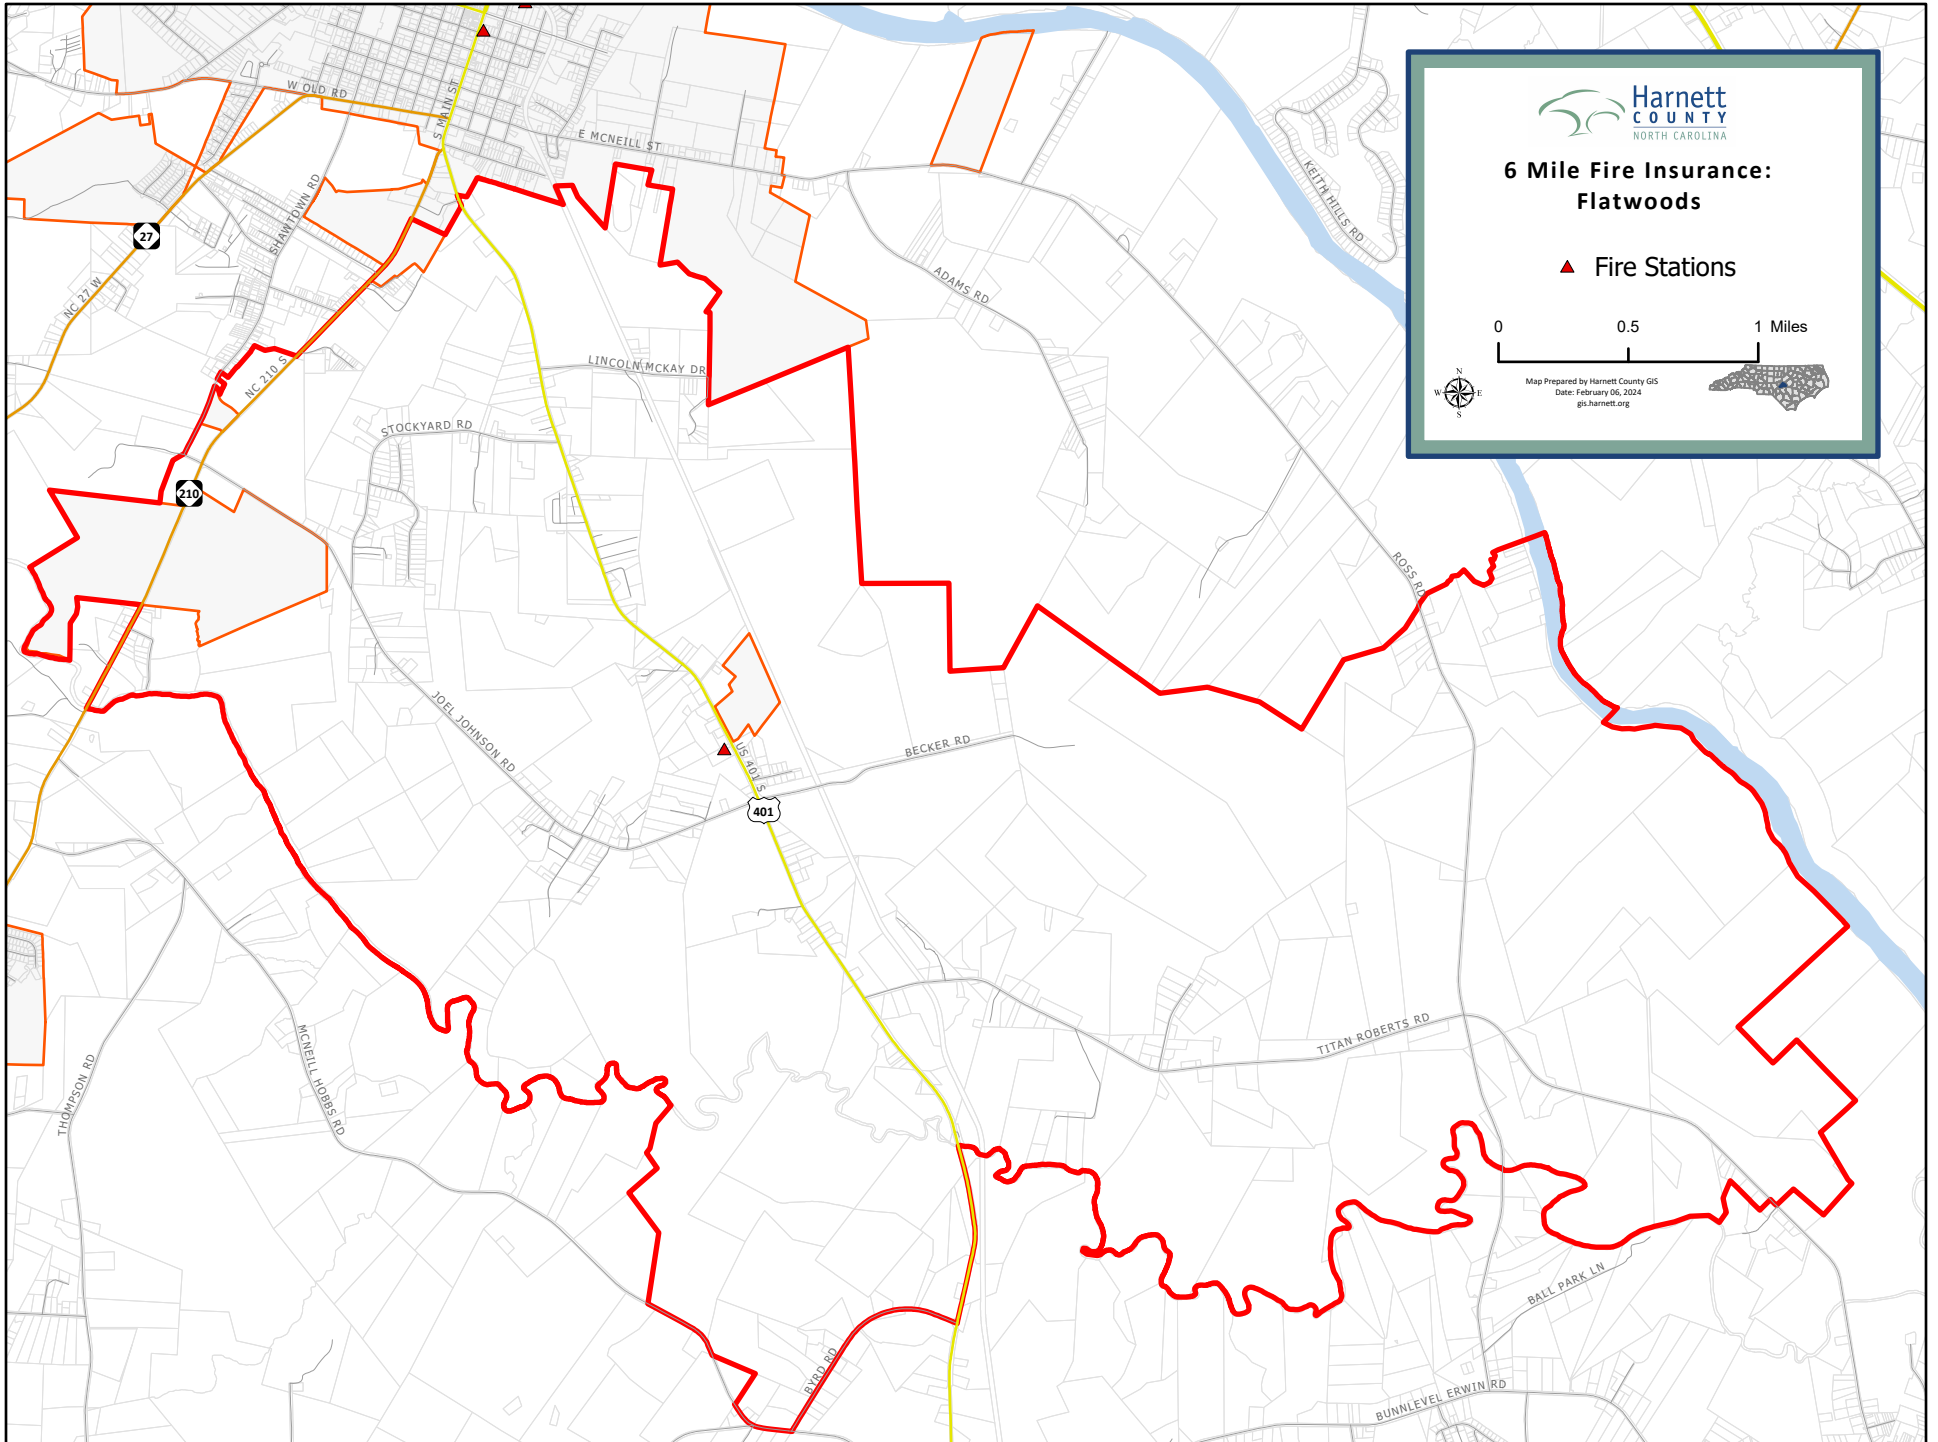 W OLD RD
S MAIN ST
E MCNEILL ST
KEITH HILLS RD
SHAWTOWN RD
27
NC 27 W
ADAMS RD
NC 210 S
LINCOLN MCKAY DR
STOCKYARD RD
210
ROSS RD
JOEL JOHNSON RD
US 401 S
BECKER RD
401
TITAN ROBERTS RD
MCNEILL HOBBS RD
THOMPSON RD
BALL PARK LN
BYRD RD
BUNNLEVEL ERWIN RD
Harnett
COUNTY
NORTH CAROLINA
6 Mile Fire Insurance:
Flatwoods
Fire Stations
0 0.5 1 Miles
N
W E
S
Map Prepared by Harnett County GIS
Date: February 06, 2024
gis.harnett.org